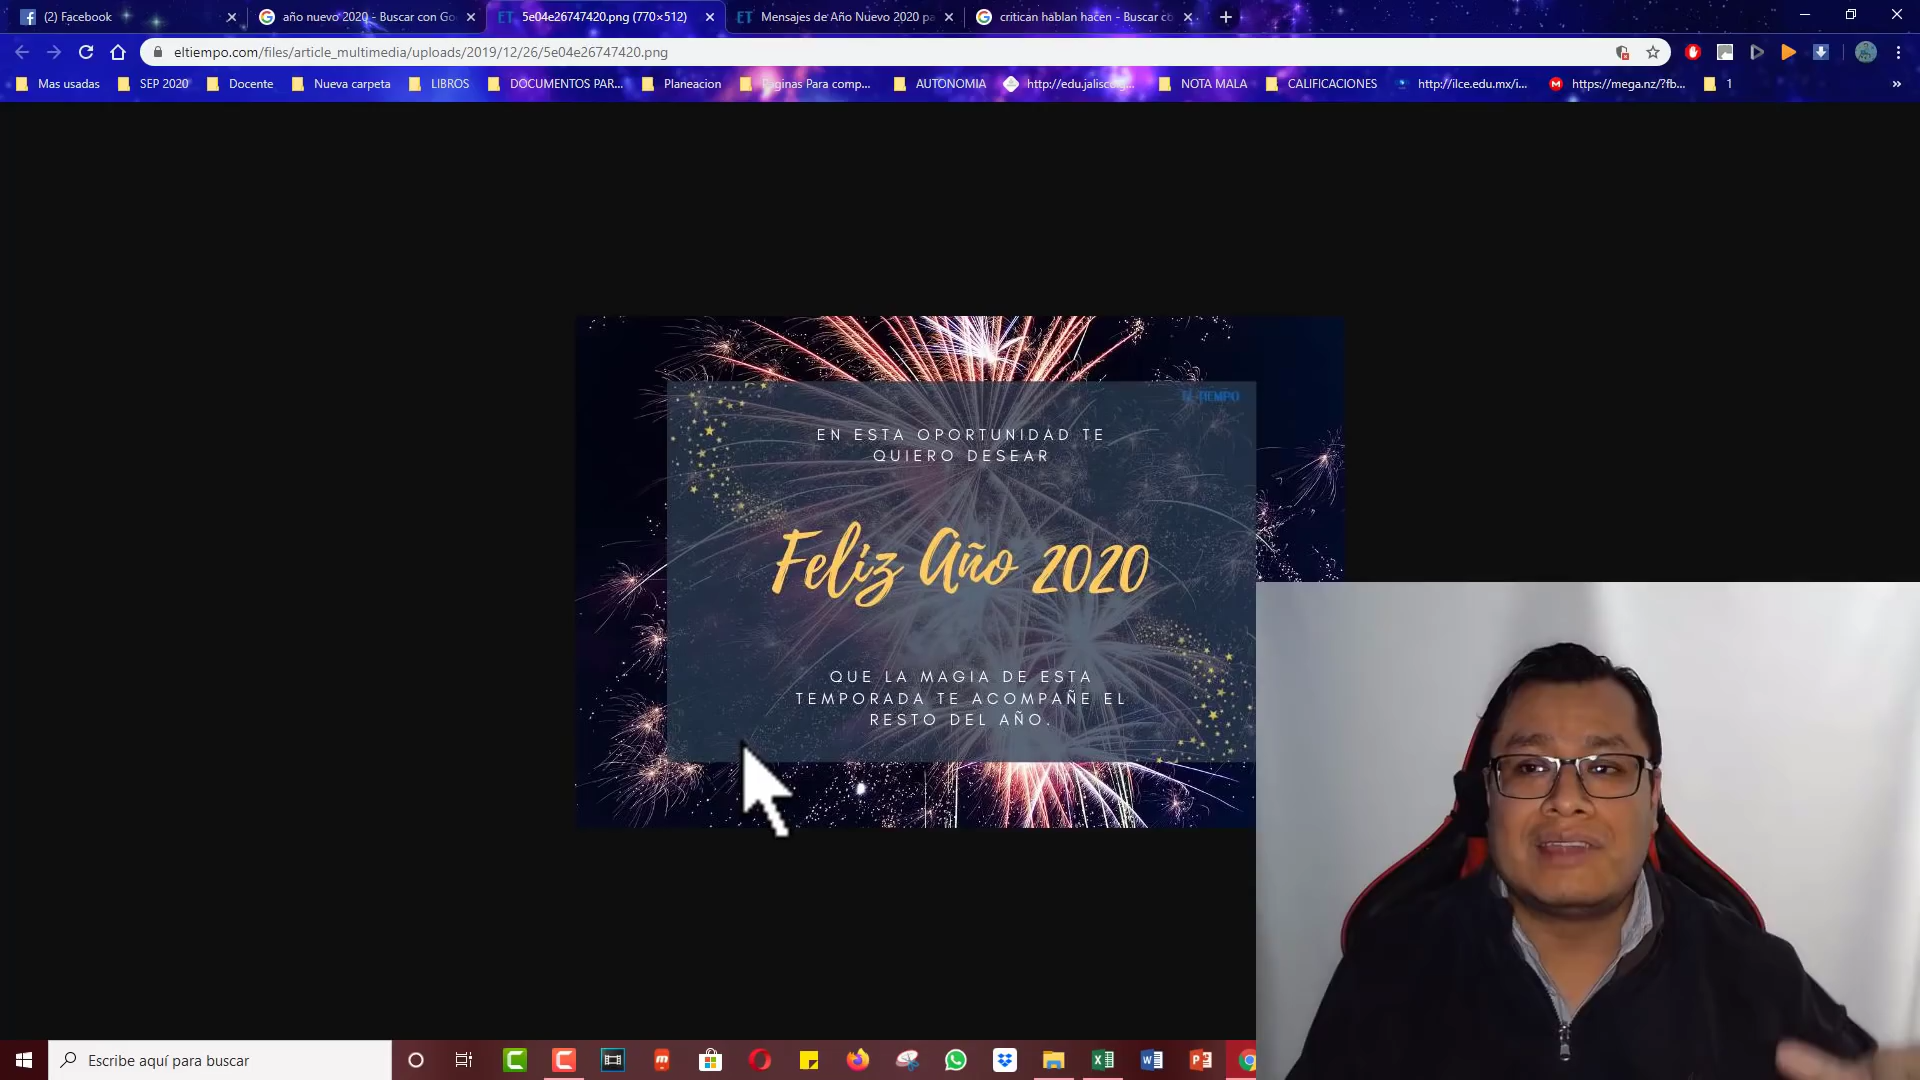 (2) Facebook
año nuevo 2020 - Buscar con Go
5e04e26747420.png (770×512)
Mensajes de Año Nuevo 2020 pa
critican hablan hacen - Buscar co
eltiempo.com/files/article_multimedia/uploads/2019/12/26/5e04e26747420.png
Mas usadas
SEP 2020
Docente
Nueva carpeta
LIBROS
DOCUMENTOS PAR...
Planeacion
Paginas Para comp...
AUTONOMIA
http://edu.jalisco.g...
NOTA MALA
CALIFICACIONES
http://ilce.edu.mx/i...
https://mega.nz/?fb...
1
EL TIEMPO
EN ESTA OPORTUNIDAD TE
QUIERO DESEAR
Feliz Año 2020
QUE LA MAGIA DE ESTA
TEMPORADA TE ACOMPAÑE EL
RESTO DEL AÑO.
Escribe aquí para buscar